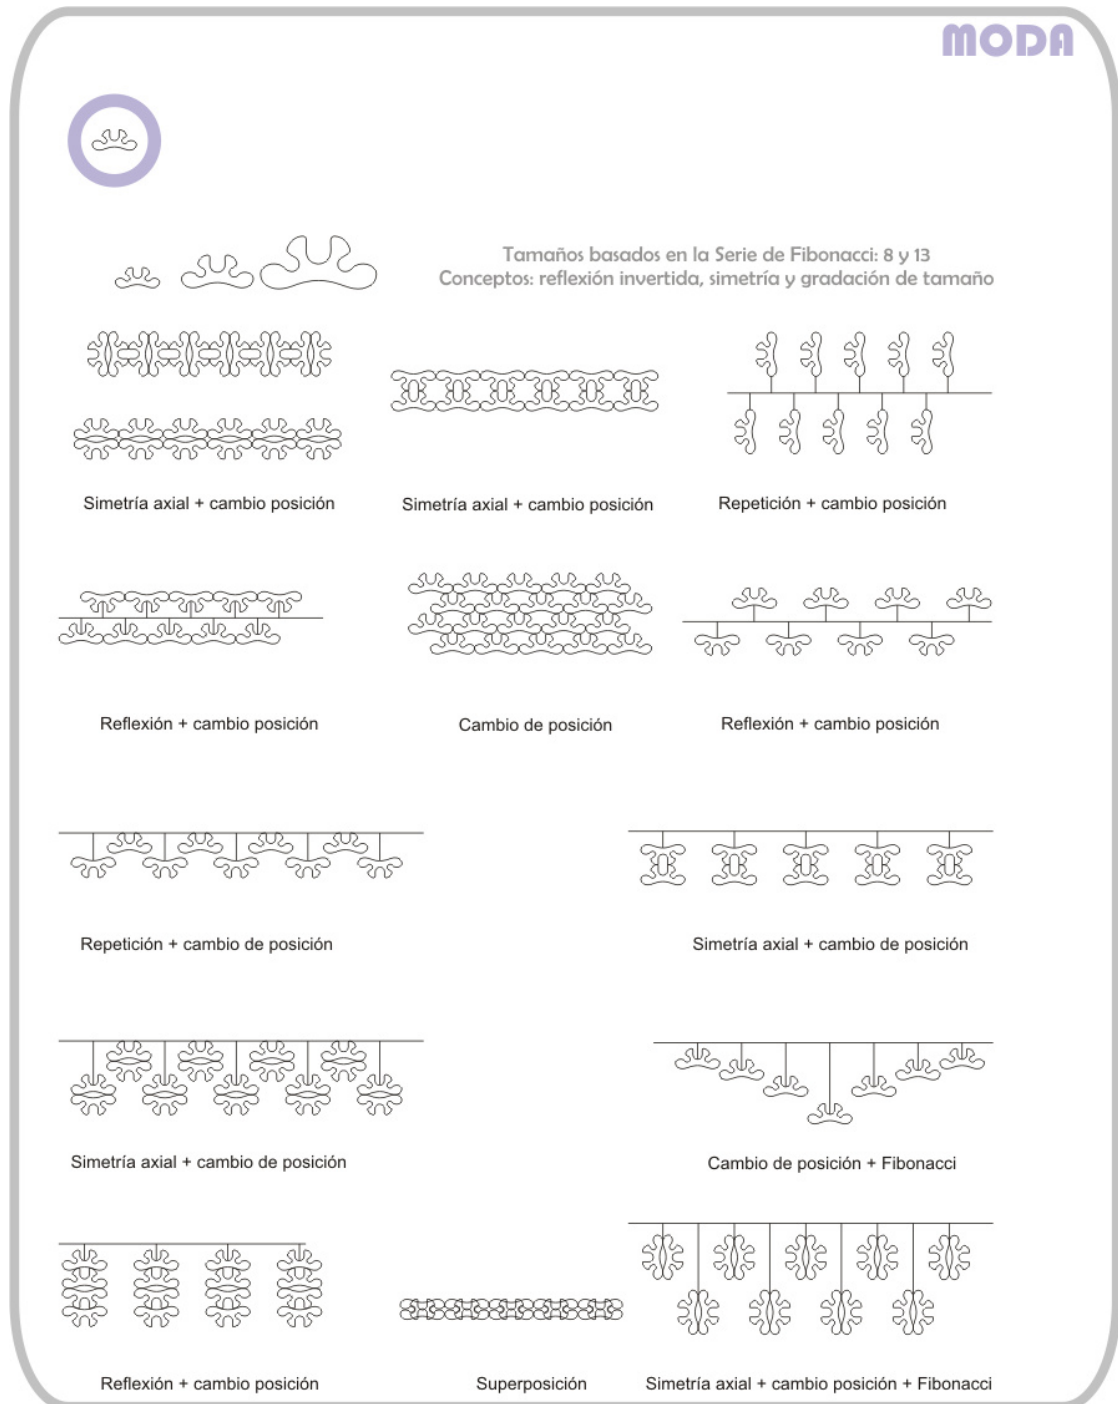 MODA
Tamaños basados en la Serie de Fibonacci: 8 y 13
Conceptos: reflexión invertida, simetría y gradación de tamaño
Simetría axial + cambio posición
Simetría axial + cambio posición
Repetición + cambio posición
Reflexión + cambio posición
Cambio de posición
Reflexión + cambio posición
Repetición + cambio de posición
Simetría axial + cambio de posición
Simetría axial + cambio de posición
Cambio de posición + Fibonacci
Reflexión + cambio posición
Superposición
Simetría axial + cambio posición + Fibonacci